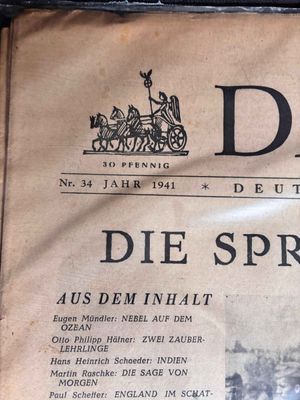 30 PFENNIG
D
Nr. 34 JAHR 1941 * DEUT
DIE SPR
AUS DEM INHALT
Eugen Mündler: NEBEL AUF DEM
OZEAN
Otto Philipp Häfner: ZWEI ZAUBER-
LEHRLINGE
Hans Heinrich Schaeder: INDIEN
Martin Raschke: DIE SAGE VON
MORGEN
Paul Scheffer: ENGLAND IM SCHAT-